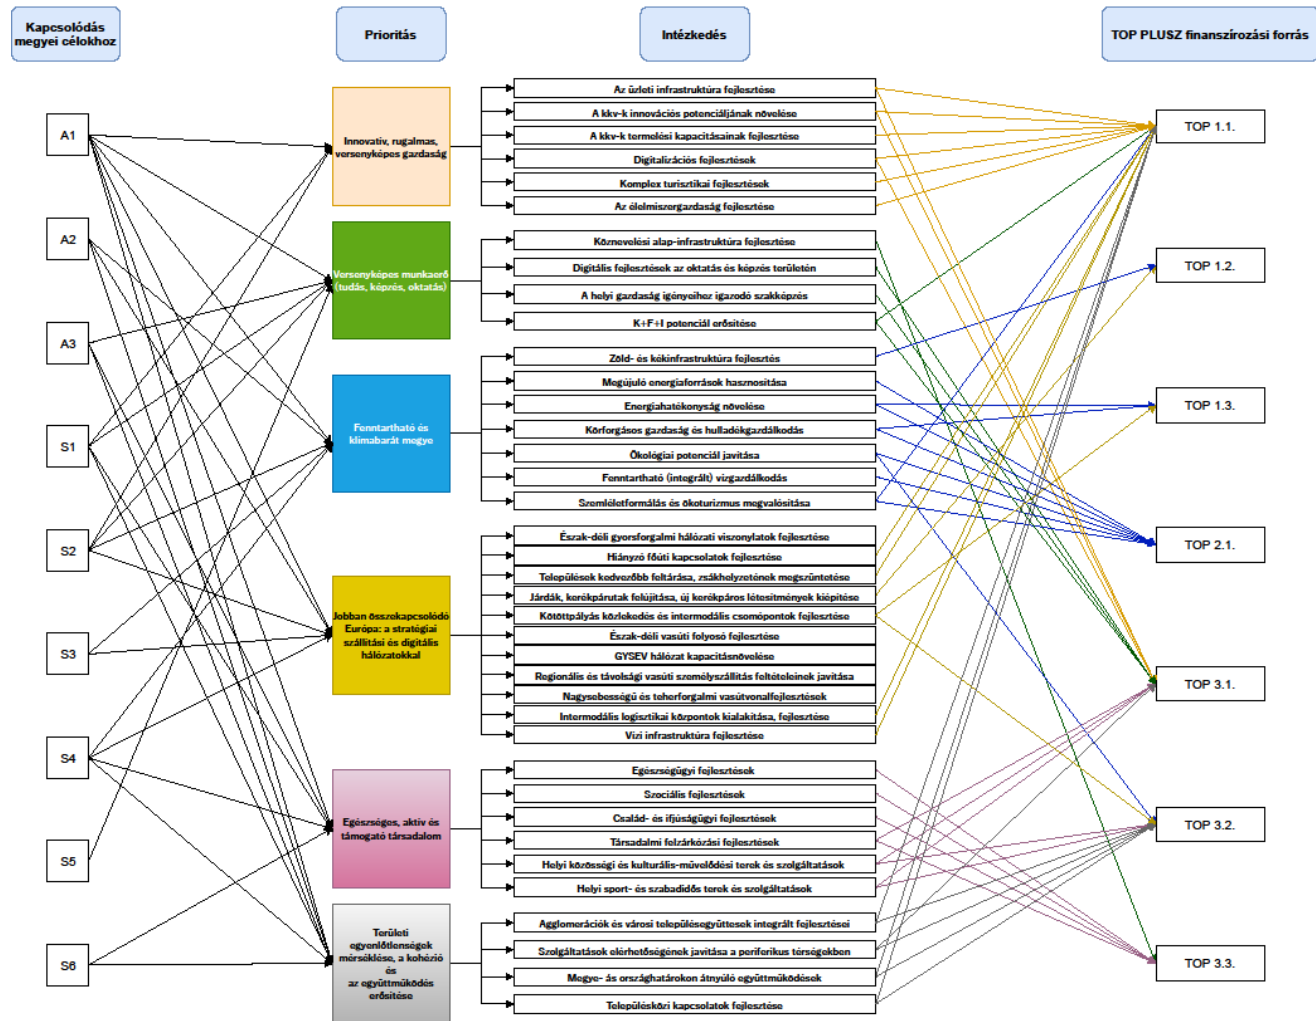 Kapcsolódás
megyei célokhoz
Prioritás
Intézkedés
TOP PLUSZ finanszírozási forrás
A1
A2
A3
S1
S2
S3
S4
S5
S6
Innovatív, rugalmas,
versenyképes gazdaság
Versenyképes munkaerő
(tudás, képzés, oktatás)
Fenntartható és
klímabarát megye
Jobban összekapcsolódó
Európa: a stratégiai
szállítási és digitális
hálózatokkal
Egészséges, aktív és
támogató társadalom
Területi
egyenlőtlenségek
mérséklése, a kohézió
és
az együttműködés
erősítése
Az üzleti infrastruktúra fejlesztése
A kkv-k innovációs potenciáljának növelése
A kkv-k termelési kapacitásainak fejlesztése
Digitalizációs fejlesztések
Komplex turisztikai fejlesztések
Az élelmiszergazdaság fejlesztése
Köznevelési alap-infrastruktúra fejlesztése
Digitális fejlesztések az oktatás és képzés területén
A helyi gazdaság igényeihez igazodó szakképzés
K+F+I potenciál erősítése
Zöld- és kékinfrastruktúra fejlesztés
Megújuló energiaforrások hasznosítása
Energiahatékonyság növelése
Körforgásos gazdaság és hulladékgazdálkodás
Ökológiai potenciál javítása
Fenntartható (integrált) vízgazdálkodás
Szemléletformálás és ökoturizmus megvalósítása
Észak-déli gyorsforgalmi hálózati viszonylatok fejlesztése
Hiányzó főúti kapcsolatok fejlesztése
Települések kedvezőbb feltárása, zsákhelyzetének megszüntetése
Járdák, kerékpárutak felújítása, új kerékpáros létesítmények kiépítése
Kötöttpályás közlekedés és intermodális csomópontok fejlesztése
Észak-déli vasúti folyosó fejlesztése
GYSEV hálózat kapacitásnövelése
Regionális és távolsági vasúti személyszállítás feltételeinek javítása
Nagysebességű és teherforgalmi vasútvonalfejlesztések
Intermodális logisztikai központok kialakítása, fejlesztése
Vízi infrastruktúra fejlesztése
Egészségügyi fejlesztések
Szociális fejlesztések
Család- és ifjúságügyi fejlesztések
Társadalmi felzárkózási fejlesztések
Helyi közösségi és kulturális-művelődési terek és szolgáltatások
Helyi sport- és szabadidős terek és szolgáltatások
Agglomerációk és városi településegyüttesek integrált fejlesztései
Szolgáltatások elérhetőségének javítása a periferikus térségekben
Megye- ás országhatárokon átnyúló együttműködések
Településközi kapcsolatok fejlesztése
TOP 1.1.
TOP 1.2.
TOP 1.3.
TOP 2.1.
TOP 3.1.
TOP 3.2.
TOP 3.3.